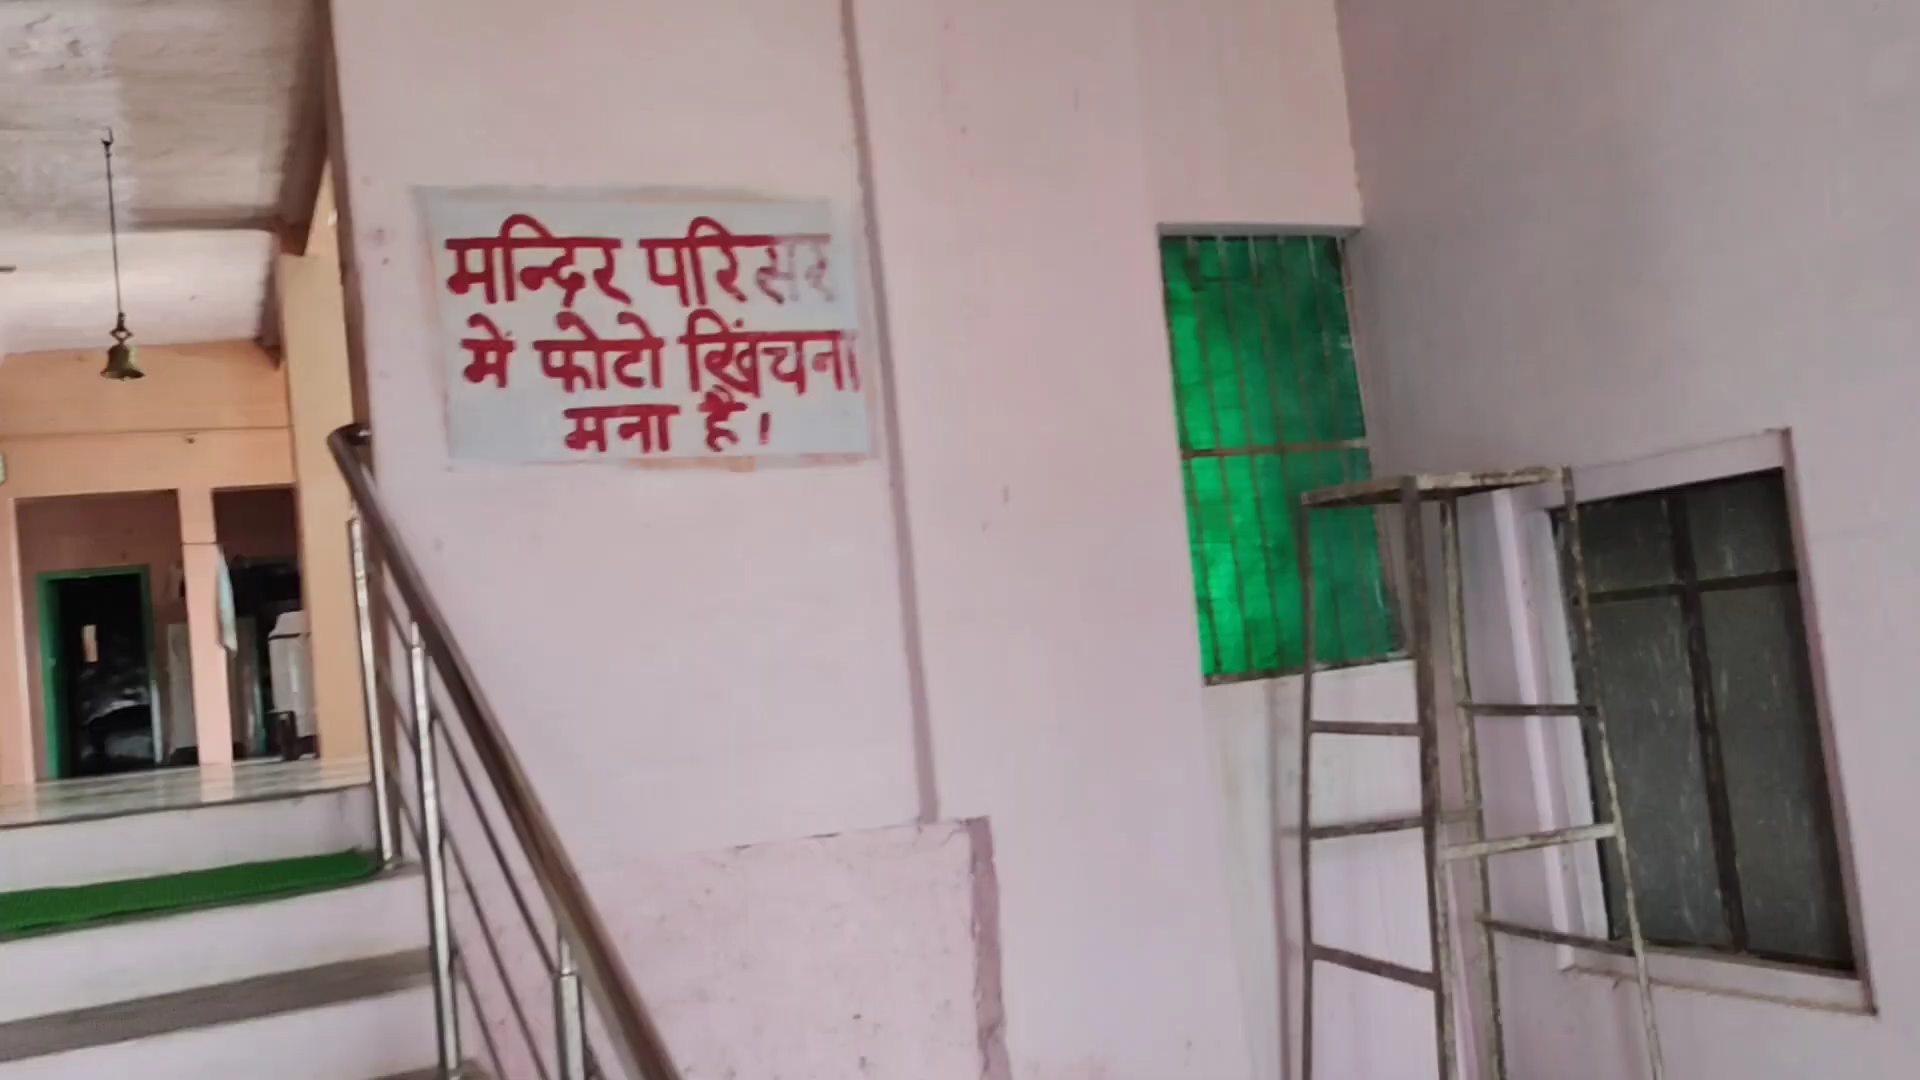 मन्दिर परिसर
में फोटो खिंचना
मना है।